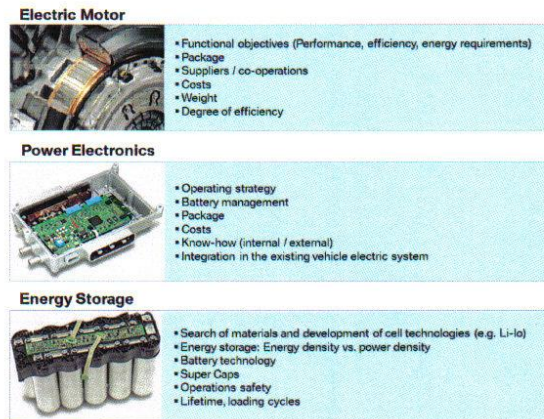 Electric Motor
▪ Functional objectives (Performance, efficiency, energy requirements)
▪ Package
▪ Suppliers / co-operations
▪ Costs
▪ Weight
▪ Degree of efficiency
Power Electronics
▪ Operating strategy
▪ Battery management
▪ Package
▪ Costs
▪ Know-how (internal / external)
▪ Integration in the existing vehicle electric system
Energy Storage
▪ Search of materials and development of cell technologies (e.g. Li-Io)
▪ Energy storage: Energy density vs. power density
▪ Battery technology
▪ Super Caps
▪ Operations safety
▪ Lifetime, loading cycles